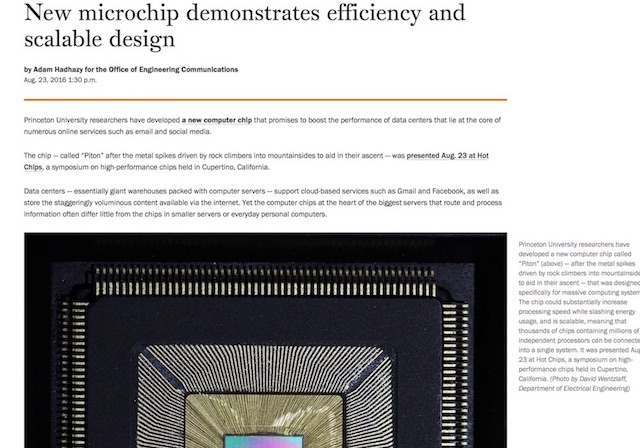 New microchip demonstrates efficiency and
scalable design
by Adam Hadhazy for the Office of Engineering Communications
Aug. 23, 2016 1:30 p.m.
Princeton University researchers have developed a new computer chip that promises to boost the performance of data centers that lie at the core of
numerous online services such as email and social media.
The chip — called "Piton" after the metal spikes driven by rock climbers into mountainsides to aid in their ascent — was presented Aug. 23 at Hot
Chips, a symposium on high-performance chips held in Cupertino, California.
Data centers — essentially giant warehouses packed with computer servers — support cloud-based services such as Gmail and Facebook, as well as
store the staggeringly voluminous content available via the internet. Yet the computer chips at the heart of the biggest servers that route and process
information often differ little from the chips in smaller servers or everyday personal computers.
Princeton University researchers have
developed a new computer chip called
"Piton" (above) — after the metal spikes
driven by rock climbers into mountainside
to aid in their ascent — that was designed
specifically for massive computing system
The chip could substantially increase
processing speed while slashing energy
usage, and is scalable, meaning that
thousands of chips containing millions of
independent processors can be connecte
into a single system. It was presented Aug
23 at Hot Chips, a symposium on high-
performance chips held in Cupertino,
California. (Photo by David Wentzlaff,
Department of Electrical Engineering)